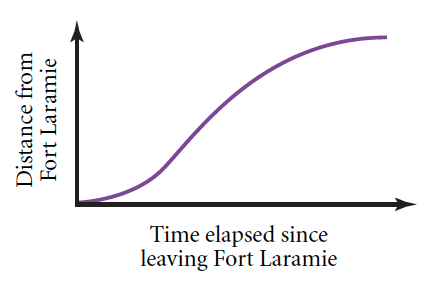 Distance from
Fort Laramie
Time elapsed since
leaving Fort Laramie